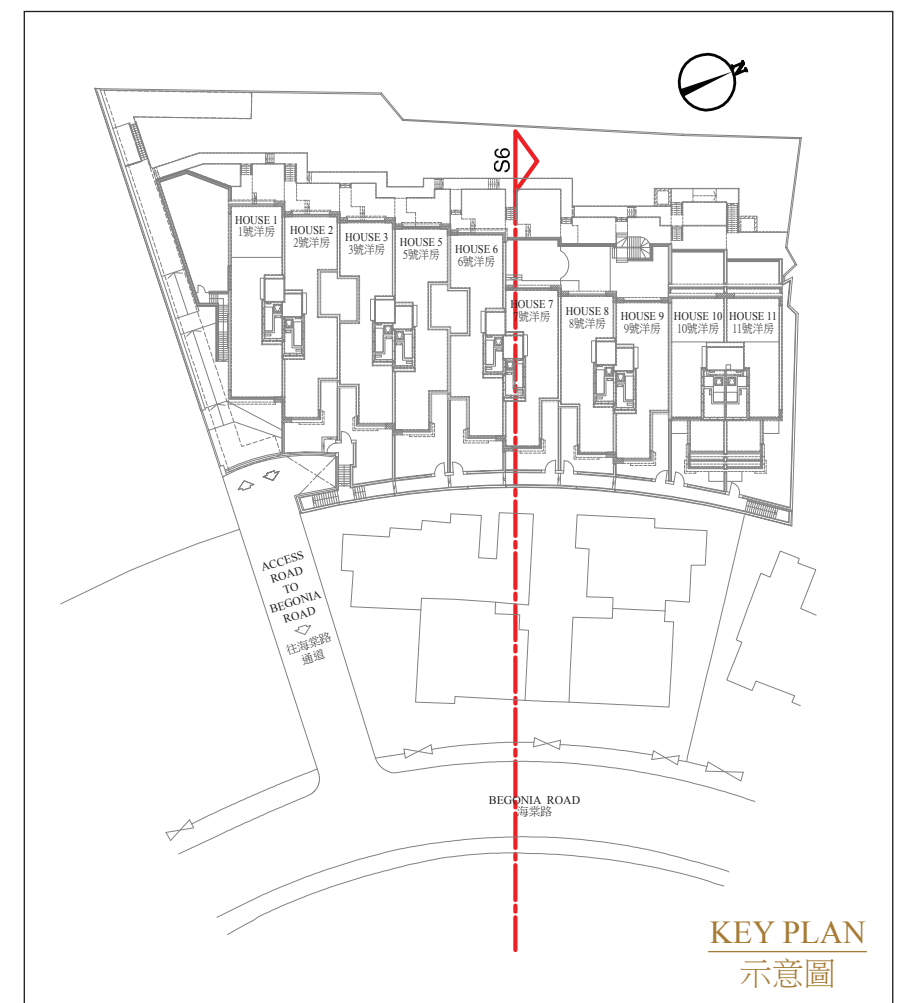 N
S6
HOUSE 1
1號洋房
HOUSE 2
2號洋房
HOUSE 3
3號洋房
HOUSE 5
5號洋房
HOUSE 6
6號洋房
HOUSE 7
7號洋房
HOUSE 8
8號洋房
HOUSE 9
9號洋房
HOUSE 10
10號洋房
HOUSE 11
11號洋房
ACCESS
ROAD
TO
BEGONIA
ROAD
往海棠路
通道
BEGONIA ROAD
海棠路
KEY PLAN
示意圖